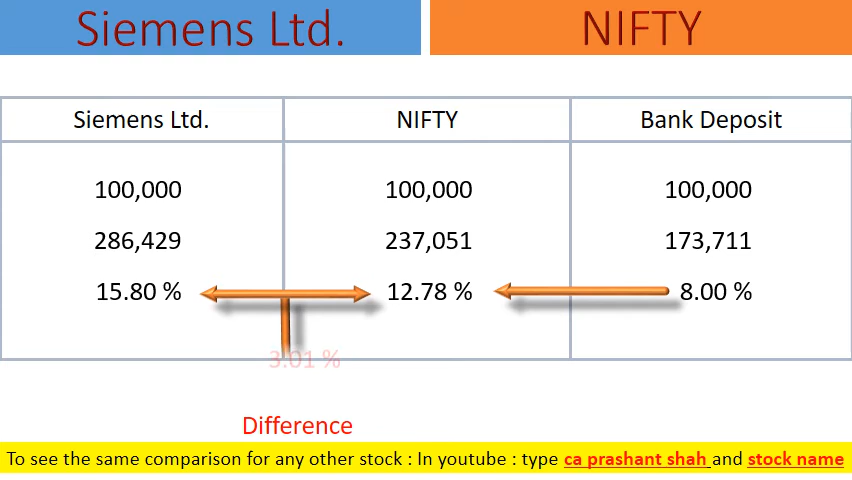 Siemens Ltd. NIFTY
Siemens Ltd. NIFTY Bank Deposit
100,000 100,000 100,000
286,429 237,051 173,711
15.80 % 12.78 % 8.00 %
3.01 %
Difference
To see the same comparison for any other stock : In youtube : type ca prashant shah and stock name